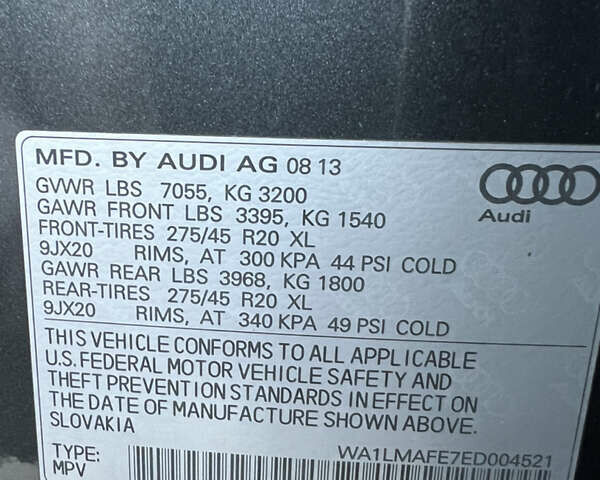 MFD. BY AUDI AG 08 13
GVWR LBS 7055, KG 3200
GAWR FRONT LBS 3395, KG 1540
FRONT-TIRES 275/45 R20 XL
9JX20 RIMS, AT 300 KPA 44 PSI COLD
GAWR REAR LBS 3968, KG 1800
REAR-TIRES 275/45 R20 XL
9JX20 RIMS, AT 340 KPA 49 PSI COLD
Audi
THIS VEHICLE CONFORMS TO ALL APPLICABLE
U.S. FEDERAL MOTOR VEHICLE SAFETY AND
THEFT PREVENTION STANDARDS IN EFFECT ON
THE DATE OF MANUFACTURE SHOWN ABOVE.
SLOVAKIA
TYPE: WA1LMAFE7ED004521
MPV